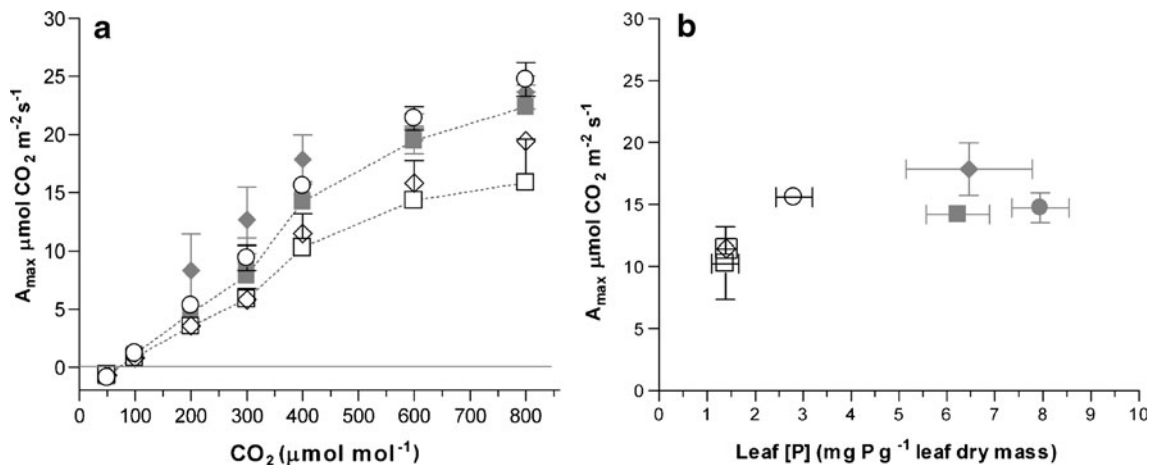 a
30
25
20
15
10
5
0
A_max μmol CO₂ m⁻² s⁻¹
0 100 200 300 400 500 600 700 800
CO₂ (μmol mol⁻¹)
b
30
25
20
15
10
5
0
A_max μmol CO₂ m⁻² s⁻¹
0 1 2 3 4 5 6 7 8 9 10
Leaf [P] (mg P g⁻¹ leaf dry mass)